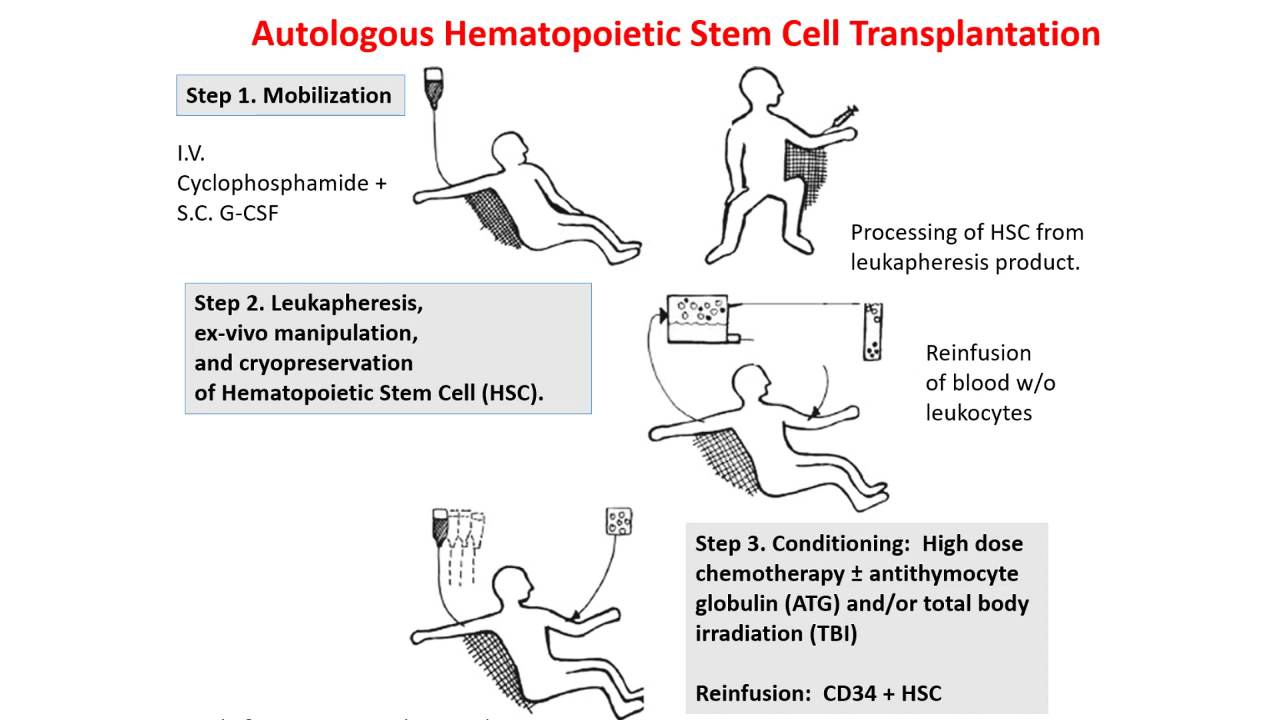 Autologous Hematopoietic Stem Cell Transplantation
Step 1. Mobilization
I.V.
Cyclophosphamide +
S.C. G-CSF
Processing of HSC from
leukapheresis product.
Step 2. Leukapheresis,
ex-vivo manipulation,
and cryopreservation
of Hematopoietic Stem Cell (HSC).
Reinfusion
of blood w/o
leukocytes
Step 3. Conditioning:  High dose
chemotherapy ± antithymocyte
globulin (ATG) and/or total body
irradiation (TBI)
Reinfusion:  CD34 + HSC